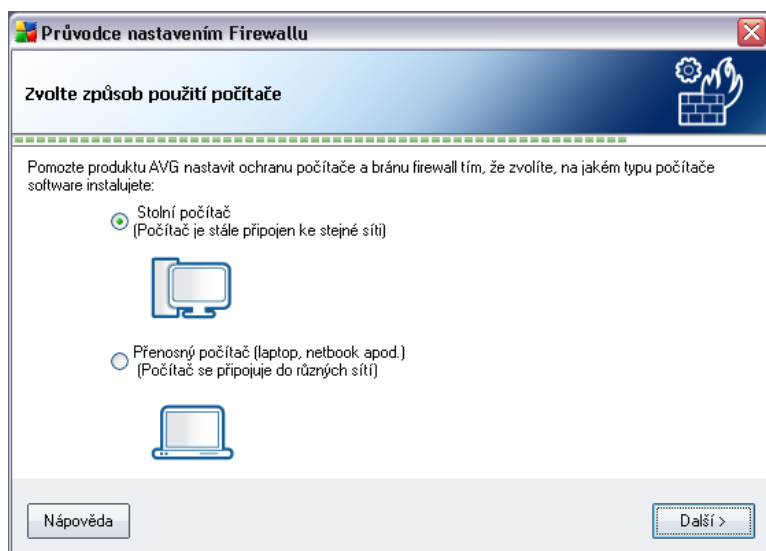 Průvodce nastavením Firewallu
Zvolte způsob použití počítače
Pomozte produktu AVG nastavit ochranu počítače a bránu firewall tím, že zvolíte, na jakém typu počítače
software instalujete:
Stolní počítač
(Počítač je stále připojen ke stejné síti)
Přenosný počítač (laptop, netbook apod.)
(Počítač se připojuje do různých sítí)
Nápověda
Další >